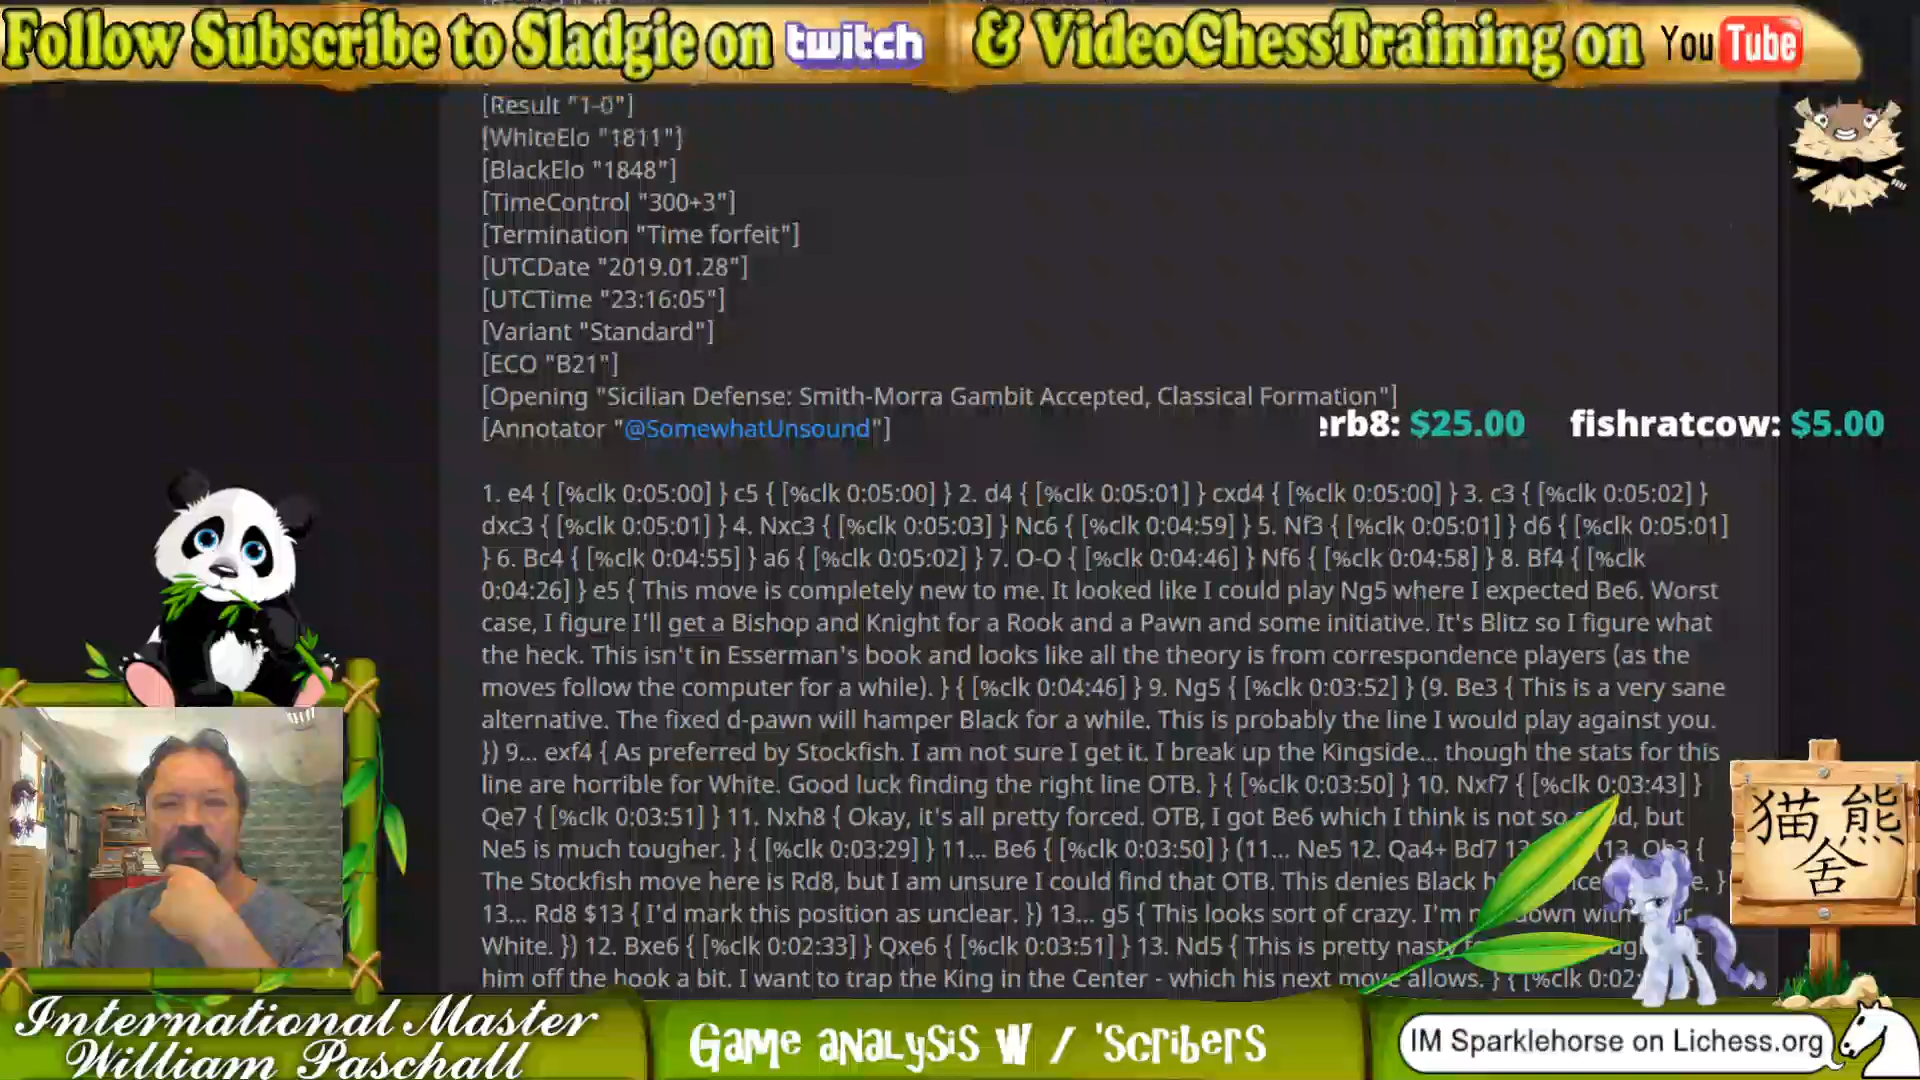 Follow Subscribe to Sladgie on twitch & VideoChessTraining on YouTube
[Result "1-0"]
[WhiteElo "1811"]
[BlackElo "1848"]
[TimeControl "300+3"]
[Termination "Time forfeit"]
[UTCDate "2019.01.28"]
[UTCTime "23:16:05"]
[Variant "Standard"]
[ECO "B21"]
[Opening "Sicilian Defense: Smith-Morra Gambit Accepted, Classical Formation"]
[Annotator "@SomewhatUnsound"]
erb8: $25.00 fishratcow: $5.00
1. e4 { [%clk 0:05:00] } c5 { [%clk 0:05:00] } 2. d4 { [%clk 0:05:01] } cxd4 { [%clk 0:05:00] } 3. c3 { [%clk 0:05:02] }
dxc3 { [%clk 0:05:01] } 4. Nxc3 { [%clk 0:05:03] } Nc6 { [%clk 0:04:59] } 5. Nf3 { [%clk 0:05:01] } d6 { [%clk 0:05:01]
} 6. Bc4 { [%clk 0:04:55] } a6 { [%clk 0:05:02] } 7. O-O { [%clk 0:04:46] } Nf6 { [%clk 0:04:58] } 8. Bf4 { [%clk
0:04:26] } e5 { This move is completely new to me. It looked like I could play Ng5 where I expected Be6. Worst
case, I figure I'll get a Bishop and Knight for a Rook and a Pawn and some initiative. It's Blitz so I figure what
the heck. This isn't in Esserman's book and looks like all the theory is from correspondence players (as the
moves follow the computer for a while). } { [%clk 0:04:46] } 9. Ng5 { [%clk 0:03:52] } (9. Be3 { This is a very sane
alternative. The fixed d-pawn will hamper Black for a while. This is probably the line I would play against you.
}) 9... exf4 { As preferred by Stockfish. I am not sure I get it. I break up the Kingside... though the stats for this
line are horrible for White. Good luck finding the right line OTB. } { [%clk 0:03:50] } 10. Nxf7 { [%clk 0:03:43] }
Qe7 { [%clk 0:03:51] } 11. Nxh8 { Okay, it's all pretty forced. OTB, I got Be6 which I think is not so but
Ne5 is much tougher. } { [%clk 0:03:29] } 11... Be6 { [%clk 0:03:50] } (11... Ne5 12. Qa4+ Bd7 (13. Qb3 {
The Stockfish move here is Rd8, but I am unsure I could find that OTB. This denies Black }
13... Rd8 $13 { I'd mark this position as unclear. }) 13... g5 { This looks sort of crazy. I'm
White. }) 12. Bxe6 { [%clk 0:02:33] } Qxe6 { [%clk 0:03:51] } 13. Nd5 { This is pretty nasty
him off the hook a bit. I want to trap the King in the Center - which his next move allows. } { [%clk 0:02:
猫熊
舍
International Master
William Paschall
Game analysis w / 'Scribers
IM Sparklehorse on Lichess.org